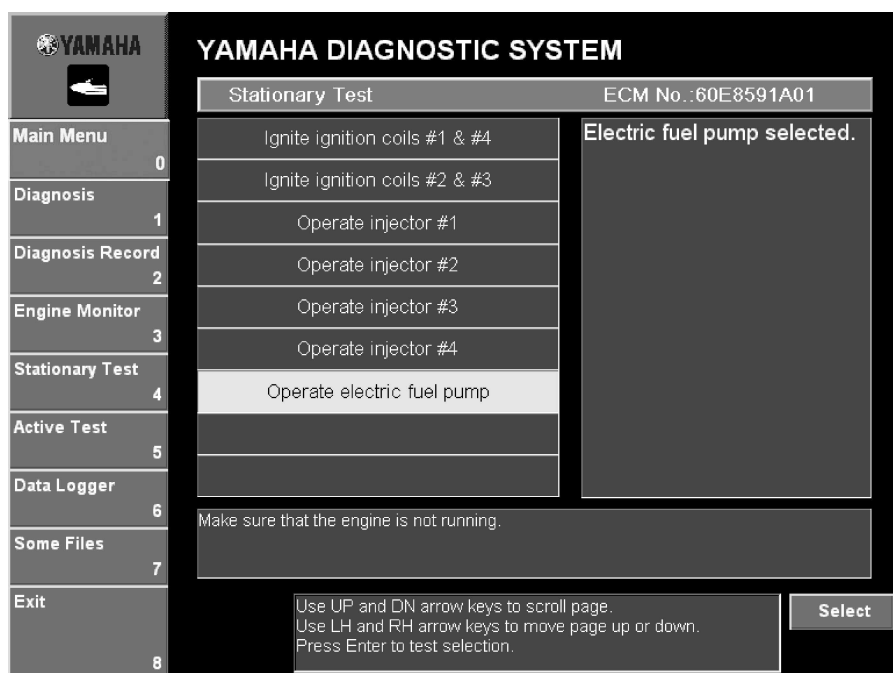 YAMAHA
YAMAHA DIAGNOSTIC SYSTEM
Stationary Test ECM No.:60E8591A01
Main Menu
0
Diagnosis
1
Diagnosis Record
2
Engine Monitor
3
Stationary Test
4
Active Test
5
Data Logger
6
Some Files
7
Exit
8
Ignite ignition coils #1 & #4
Ignite ignition coils #2 & #3
Operate injector #1
Operate injector #2
Operate injector #3
Operate injector #4
Operate electric fuel pump
Electric fuel pump selected.
Make sure that the engine is not running.
Use UP and DN arrow keys to scroll page.
Use LH and RH arrow keys to move page up or down.
Press Enter to test selection.
Select